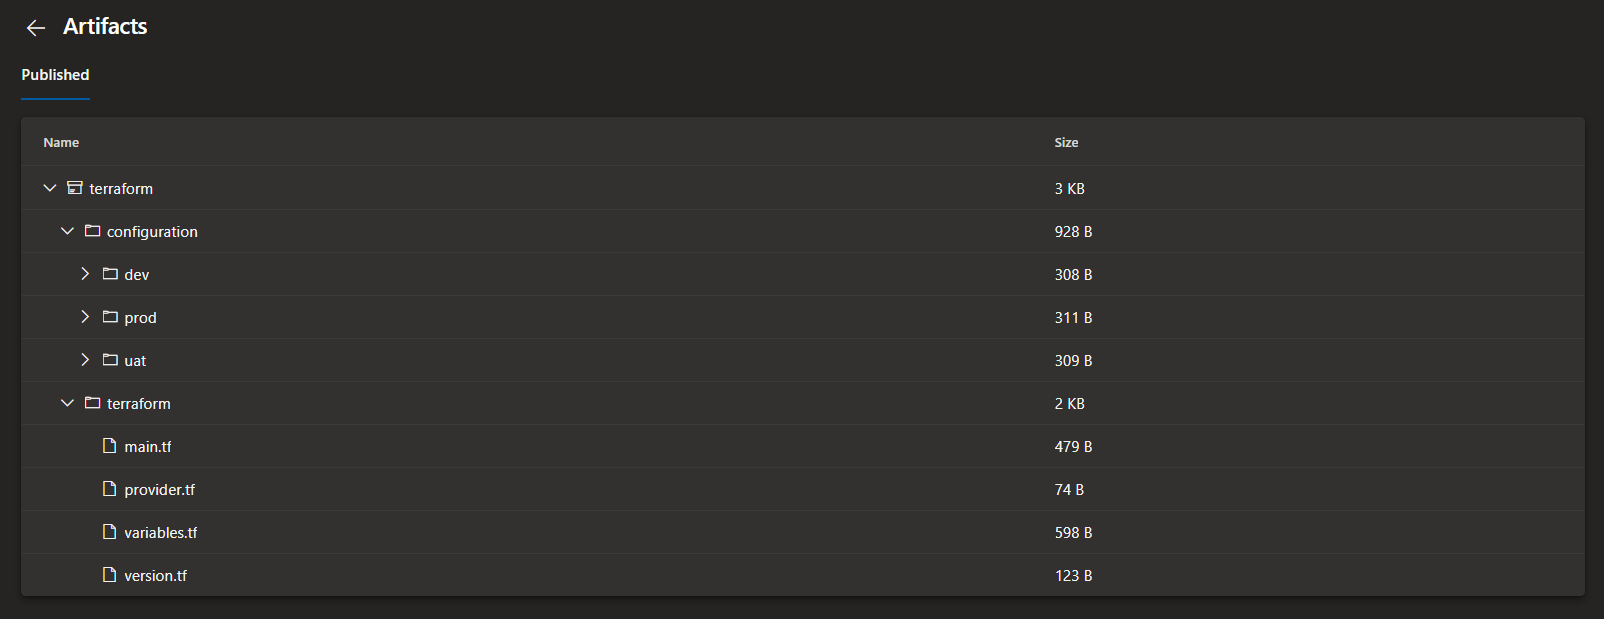 Artifacts
Published
Name Size
terraform 3 KB
configuration 928 B
dev 308 B
prod 311 B
uat 309 B
terraform 2 KB
main.tf 479 B
provider.tf 74 B
variables.tf 598 B
version.tf 123 B